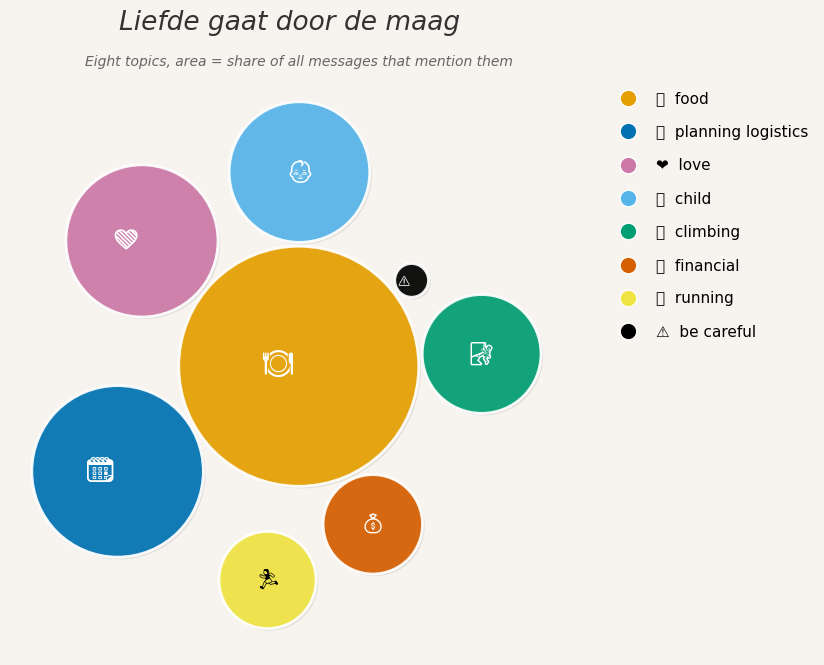 Liefde gaat door de maag
Eight topics, area = share of all messages that mention them
food
planning logistics
❤ love
child
climbing
financial
running
⚠ be careful